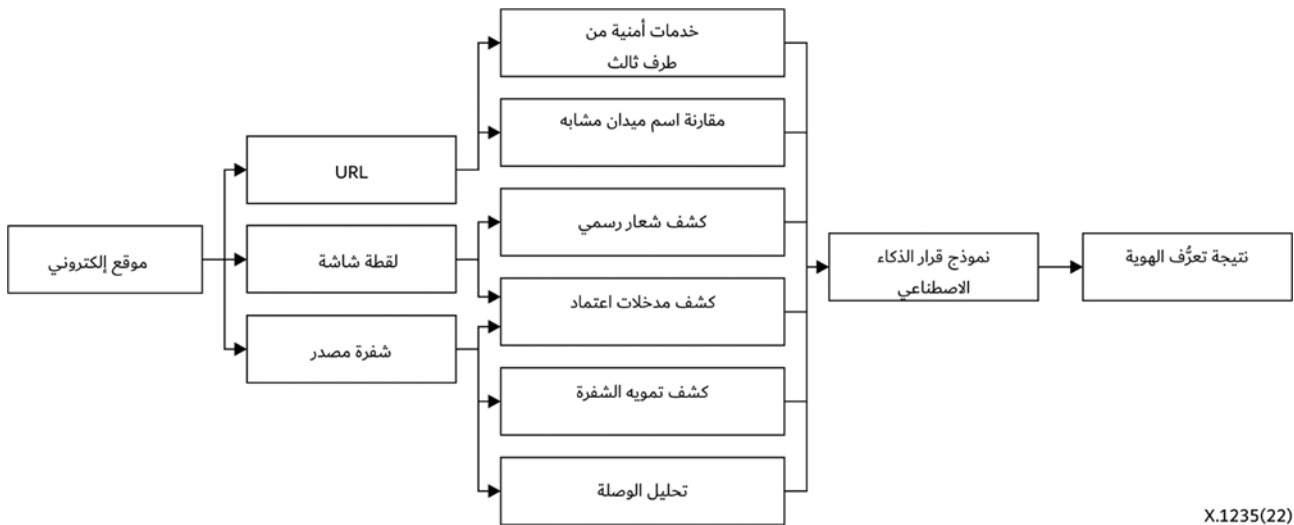 خدمات أمنية من
طرف ثالث
مقارنة اسم ميدان مشابه
URL
كشف شعار رسمي
موقع إلكتروني
لقطة شاشة
نموذج قرار الذكاء
الاصطناعي
نتيجة تعرُّف الهوية
كشف مدخلات اعتماد
شفرة مصدر
كشف تمويه الشفرة
تحليل الوصلة
X.1235(22)